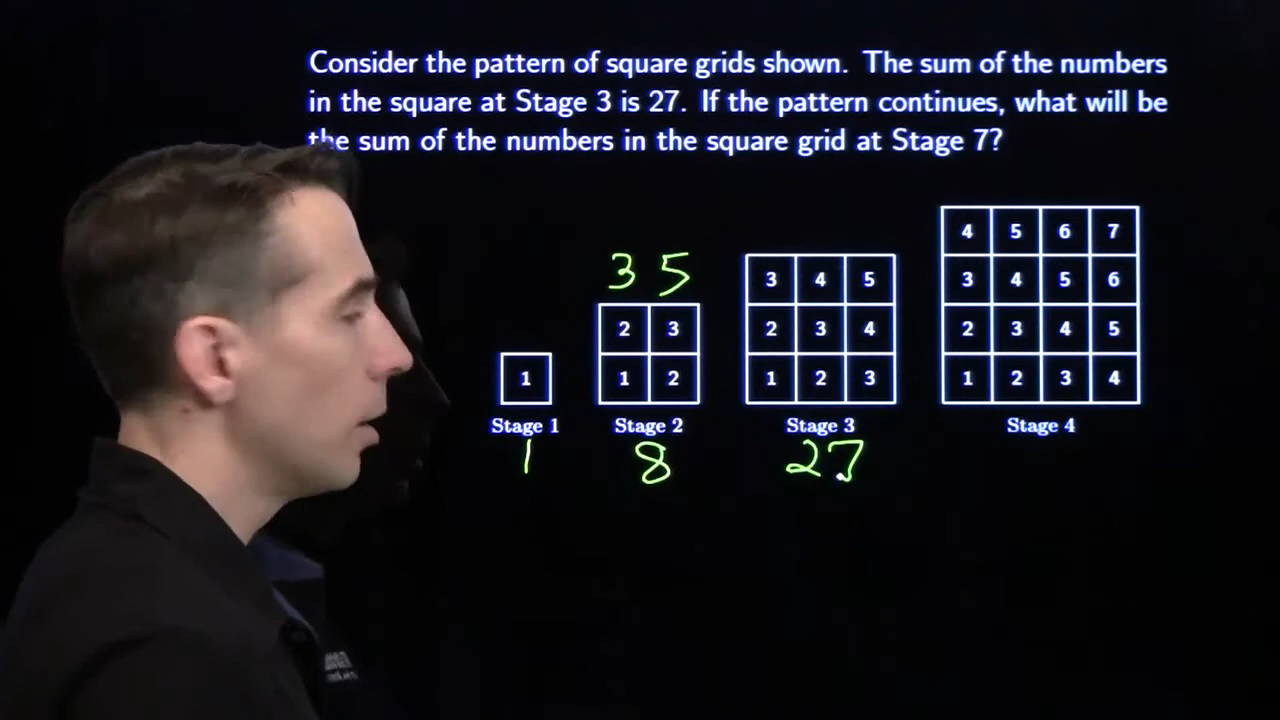 Consider the pattern of square grids shown. The sum of the numbers
in the square at Stage 3 is 27. If the pattern continues, what will be
the sum of the numbers in the square grid at Stage 7?
4 5 6 7
3 5
3 4 5
3 4 5 6
2 3
2 3 4
2 3 4 5
1
1 2
1 2 3
1 2 3 4
Stage 1
Stage 2
Stage 3
Stage 4
1
8
27